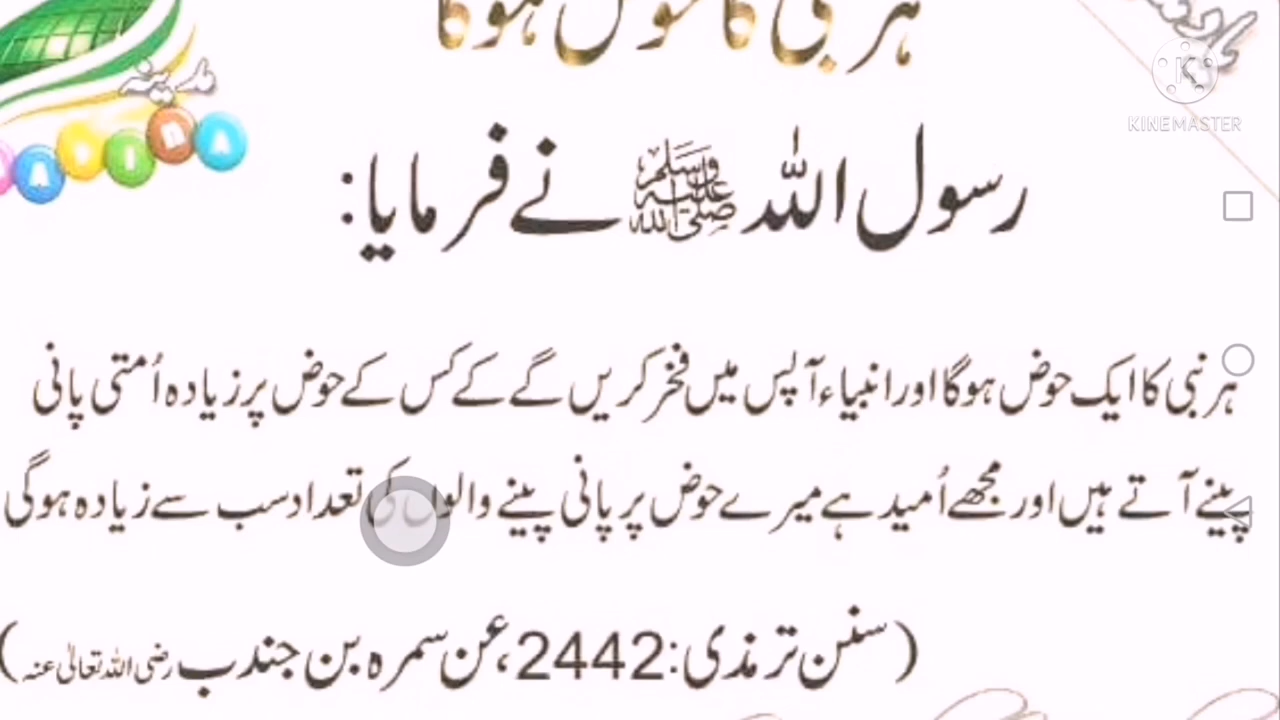 ہر نبی کا حوض ہوگا
مدینہ
KINEMASTER
رسول اللہ ﷺ نے فرمایا:
ہر نبی کا ایک حوض ہوگا اور انبیاء آپس میں فخر کریں گے کے کس کے حوض پر زیادہ اُمتی پانی
پینے آتے ہیں اور مجھے اُمید ہے میرے حوض پر پانی پینے والوں کی تعداد سب سے زیادہ ہوگی
(سنن ترمذی: 2442، عن سمرہ بن جندب رضی اللہ تعالیٰ عنہ)